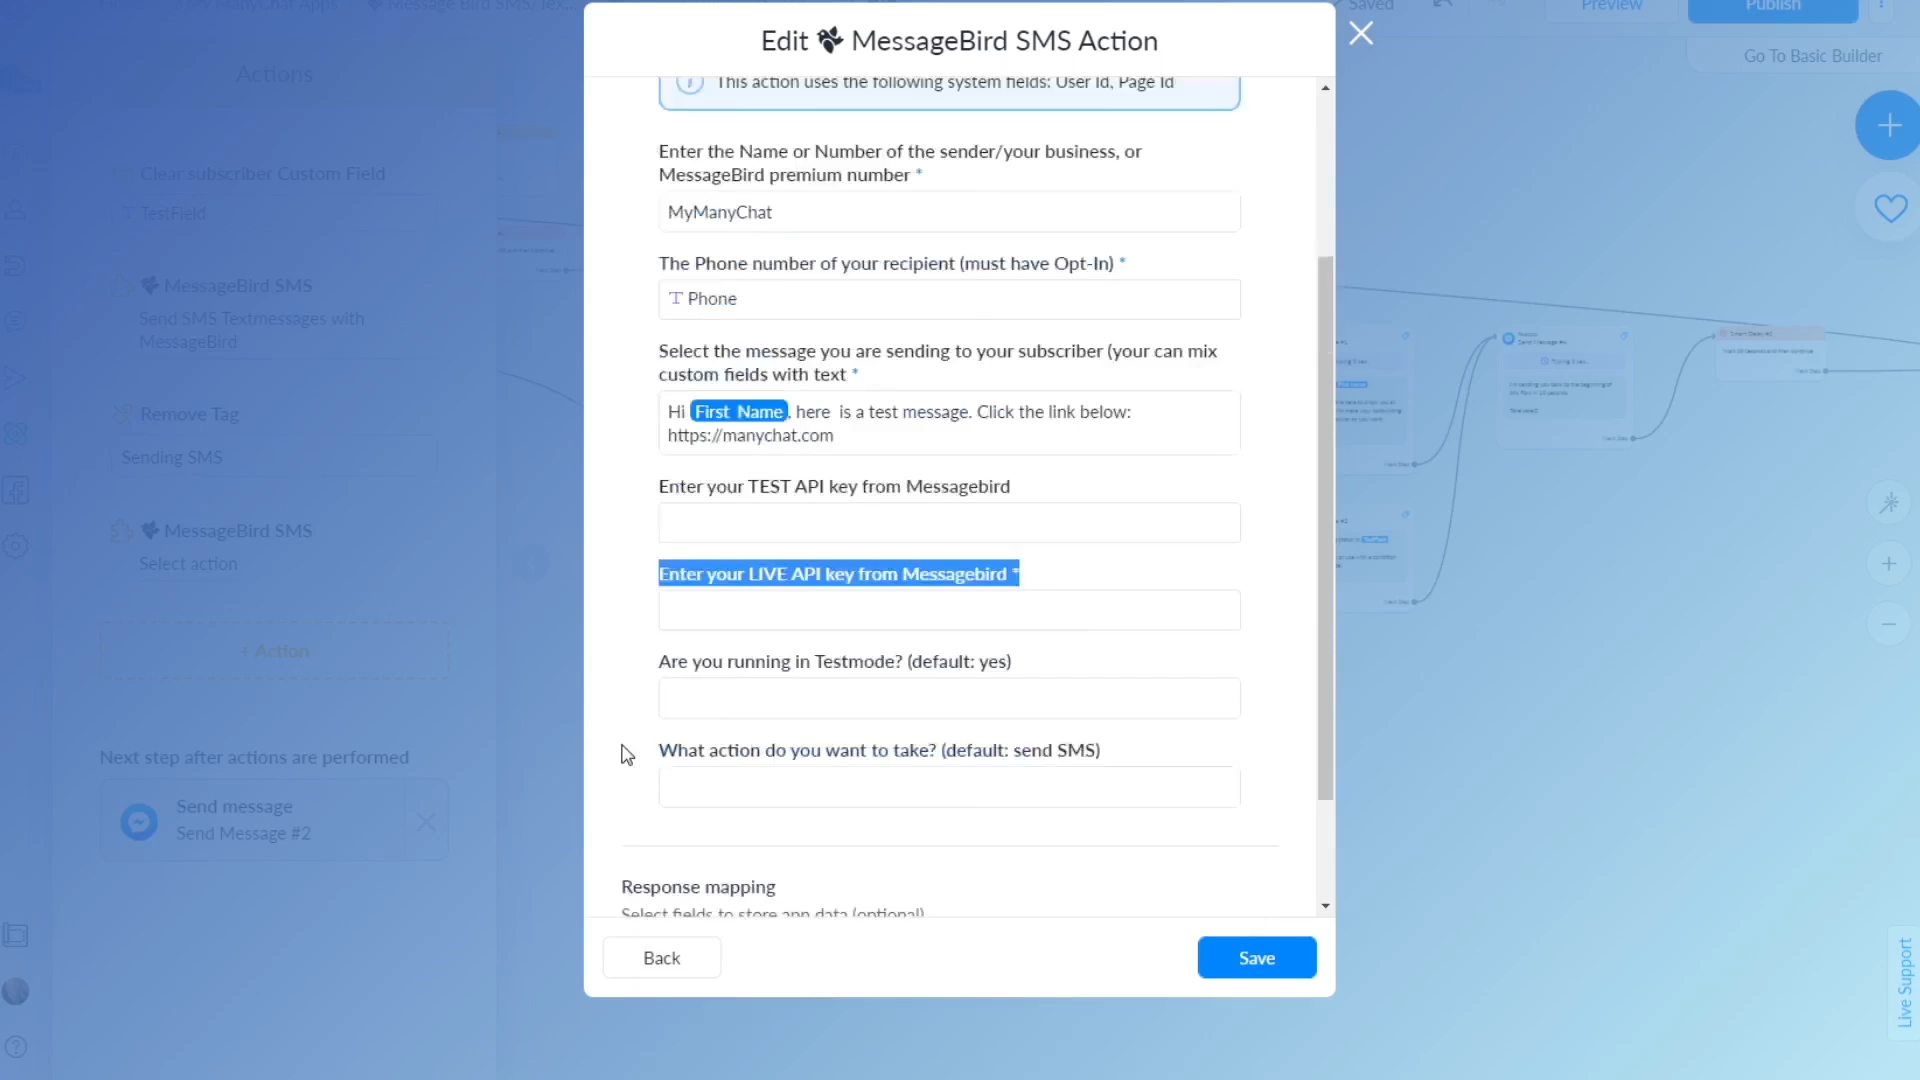 My ManyChat Apps
Message Bird SMS/Tex...
Saved
Preview
Publish
Go To Basic Builder
Actions
Clear subscriber Custom Field
TestField
MessageBird SMS
Send SMS Textmessages with
MessageBird
Remove Tag
Sending SMS
MessageBird SMS
Select action
+ Action
Next step after actions are performed
Send message
Send Message #2
Edit MessageBird SMS Action
This action uses the following system fields: User Id, Page Id
Enter the Name or Number of the sender/your business, or
MessageBird premium number *
MyManyChat
The Phone number of your recipient (must have Opt-In) *
T Phone
Select the message you are sending to your subscriber (your can mix
custom fields with text *
Hi First Name, here is a test message. Click the link below:
https://manychat.com
Enter your TEST API key from Messagebird
Enter your LIVE API key from Messagebird *
Are you running in Testmode? (default: yes)
What action do you want to take? (default: send SMS)
Response mapping
Select fields to store app data (optional)
Back
Save
Live Support